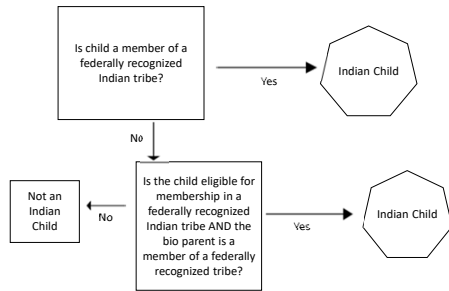 Is child a member of a
federally recognized
Indian tribe?
Yes
Indian Child
No
Is the child eligible for
membership in a
federally recognized
Indian tribe AND the
bio parent is a
member of a federally
recognized tribe?
No
Not an
Indian
Child
Yes
Indian Child